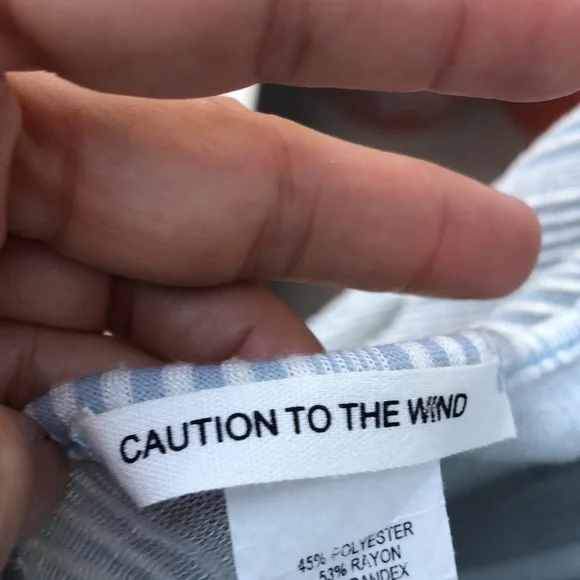 CAUTION TO THE WIND
45% POLYESTER
53% RAYON